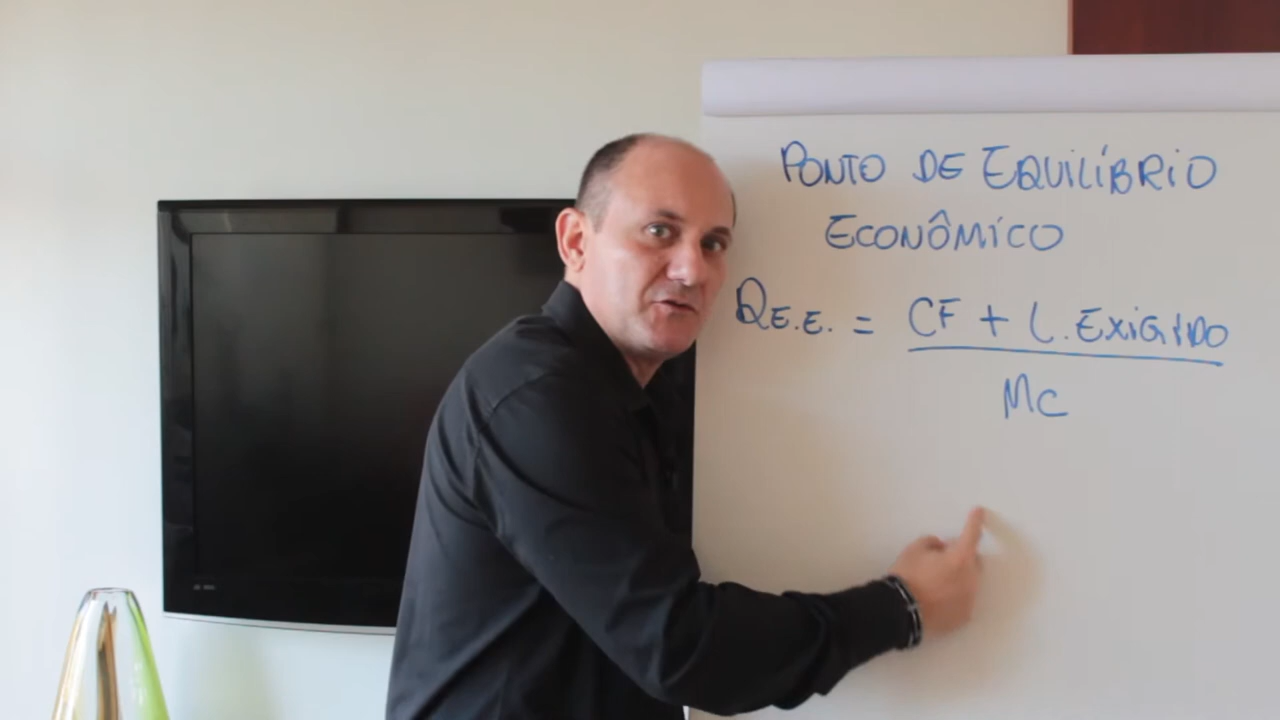 PONTO DE EQUILÍBRIO
ECONÔMICO
QE.E. = CF + L. EXIGIDO
MC